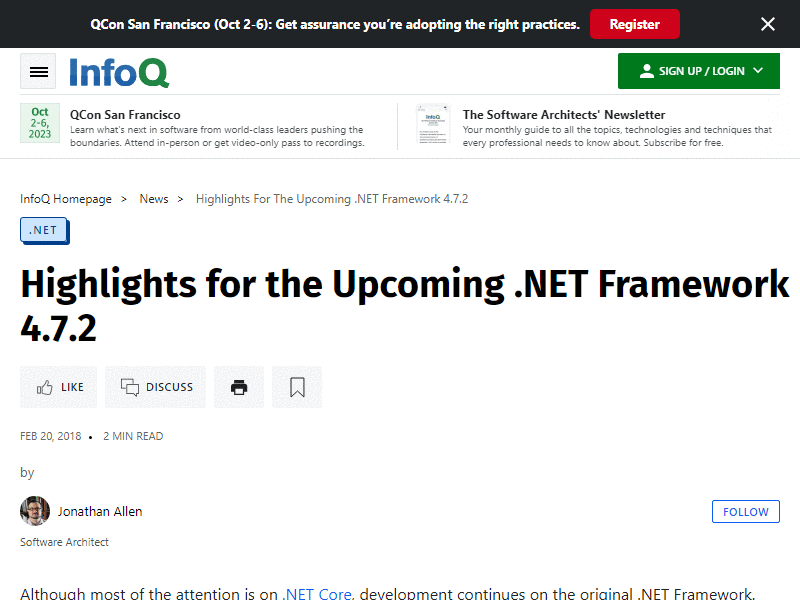 QCon San Francisco (Oct 2-6): Get assurance you're adopting the right practices.
Register
InfoQ
SIGN UP / LOGIN
Oct
2-6,
2023
QCon San Francisco
Learn what's next in software from world-class leaders pushing the
boundaries. Attend in-person or get video-only pass to recordings.
The Software Architects' Newsletter
Your monthly guide to all the topics, technologies and techniques that
every professional needs to know about. Subscribe for free.
InfoQ Homepage > News > Highlights For The Upcoming .NET Framework 4.7.2
.NET
Highlights for the Upcoming .NET Framework
4.7.2
LIKE
DISCUSS
FEB 20, 2018 • 2 MIN READ
by
Jonathan Allen
FOLLOW
Software Architect
Although most of the attention is on .NET Core, development continues on the original .NET Framework.